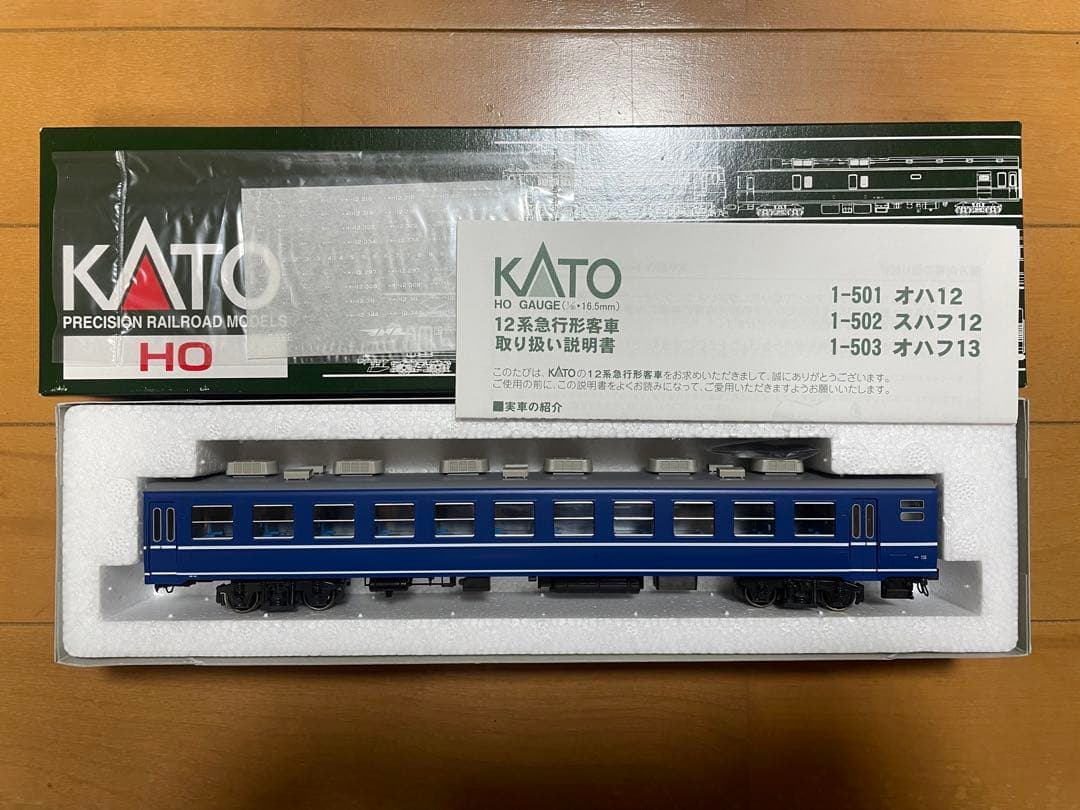 KATO
PRECISION RAILROAD MODELS
HO
KATO
HO GAUGE(1/80・16.5mm)
12系急行形客車
取り扱い説明書
1-501 オハ12
1-502 スハフ12
1-503 オハフ13
このたびは、KATOの12系急行形客車をお求めいただきまして、誠にありがとうございます。
ご使用の前に、この説明書をよくお読みになって、ご愛用いただきますようお願いいたします。
■実車の紹介